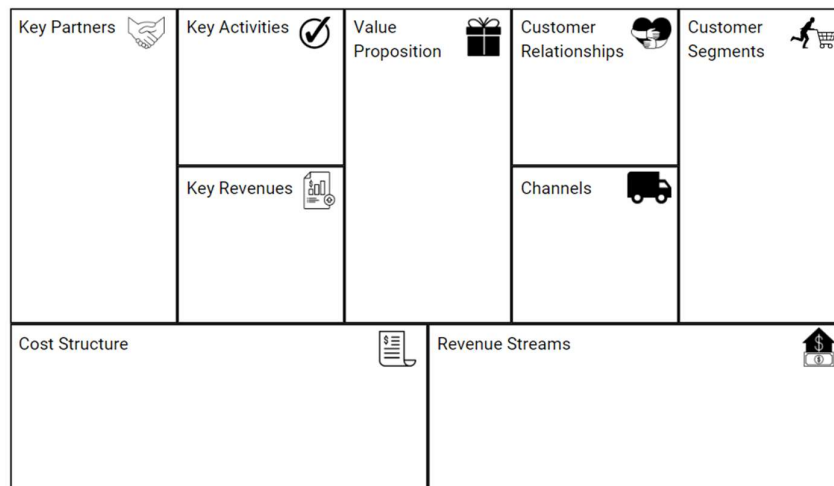 Key Partners
Key Activities
Value
Proposition
Customer
Relationships
Customer
Segments
Key Revenues
Channels
Cost Structure
Revenue Streams